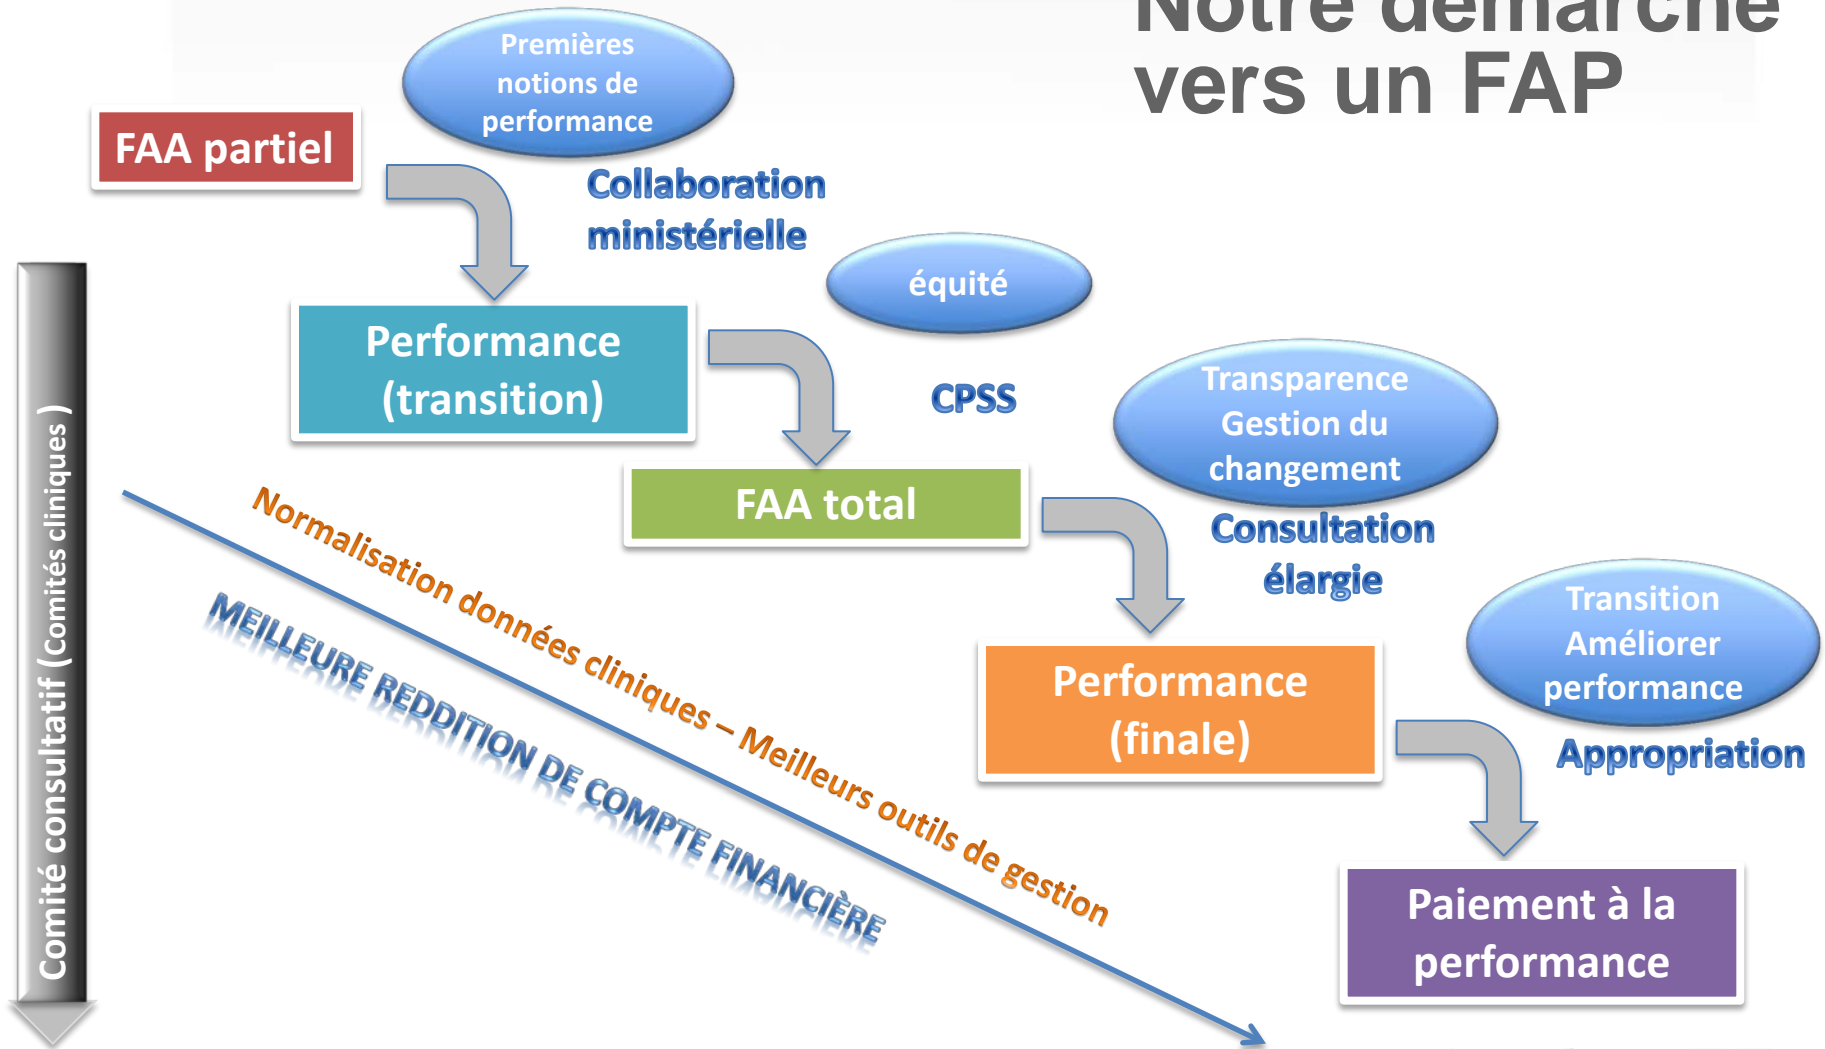 Notre démarche
vers un FAP
Premières
notions de
performance
FAA partiel
Collaboration
ministérielle
équité
Performance
(transition)
CPSS
Transparence
Gestion du
changement
FAA total
Consultation
élargie
Transition
Améliorer
performance
Performance
(finale)
Appropriation
Paiement à la
performance
Normalisation données cliniques – Meilleurs outils de gestion
MEILLEURE REDDITION DE COMPTE FINANCIÈRE
Comité consultatif (Comités cliniques )